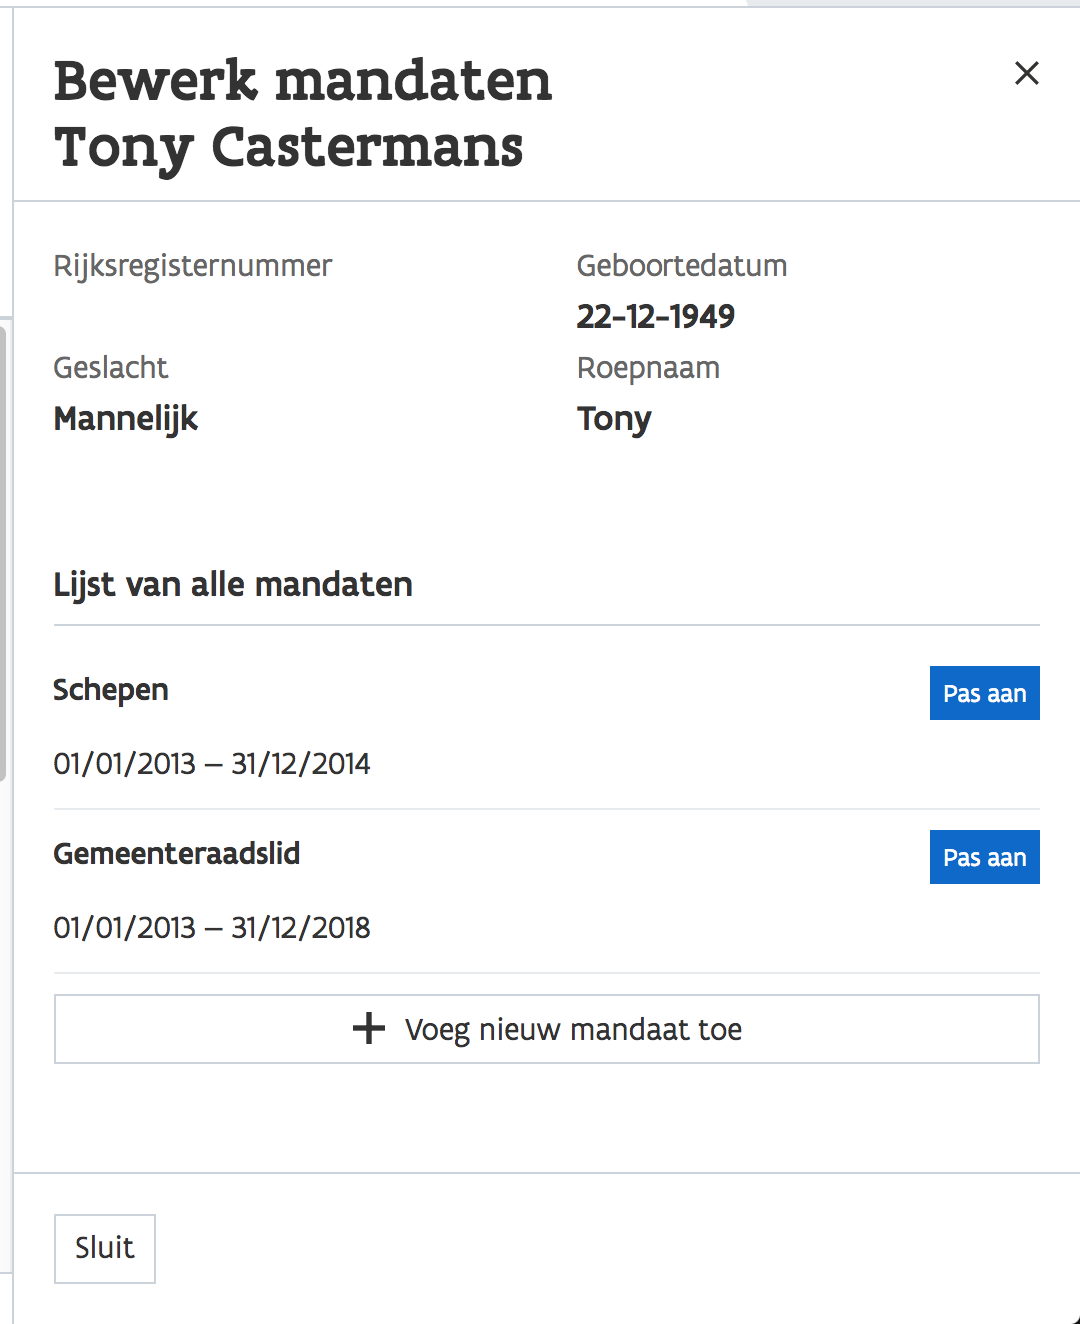 Bewerk mandaten
Tony Castermans
Rijksregisternummer
Geboortedatum
22-12-1949
Geslacht
Mannelijk
Roepnaam
Tony
Lijst van alle mandaten
Schepen
Pas aan
01/01/2013 – 31/12/2014
Gemeenteraadslid
Pas aan
01/01/2013 – 31/12/2018
Voeg nieuw mandaat toe
Sluit